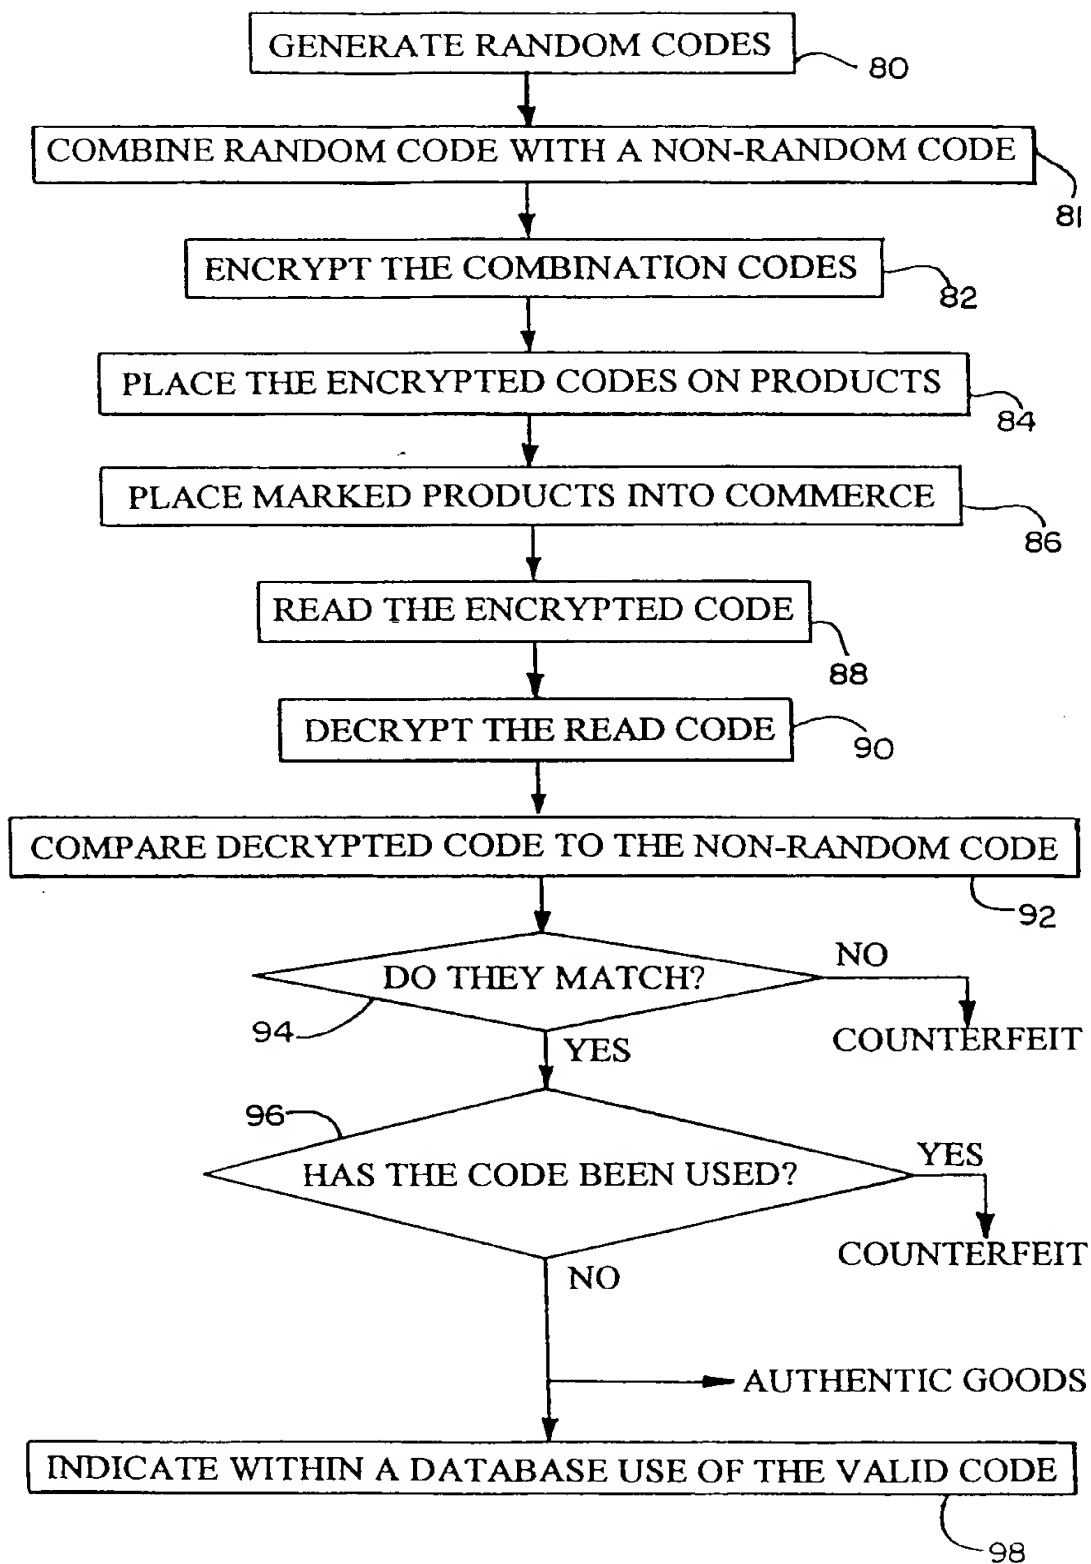 GENERATE RANDOM CODES
80
COMBINE RANDOM CODE WITH A NON-RANDOM CODE
81
ENCRYPT THE COMBINATION CODES
82
PLACE THE ENCRYPTED CODES ON PRODUCTS
84
PLACE MARKED PRODUCTS INTO COMMERCE
86
READ THE ENCRYPTED CODE
88
DECRYPT THE READ CODE
90
COMPARE DECRYPTED CODE TO THE NON-RANDOM CODE
92
DO THEY MATCH?
NO
94
COUNTERFEIT
YES
96
HAS THE CODE BEEN USED?
YES
COUNTERFEIT
NO
AUTHENTIC GOODS
INDICATE WITHIN A DATABASE USE OF THE VALID CODE
98